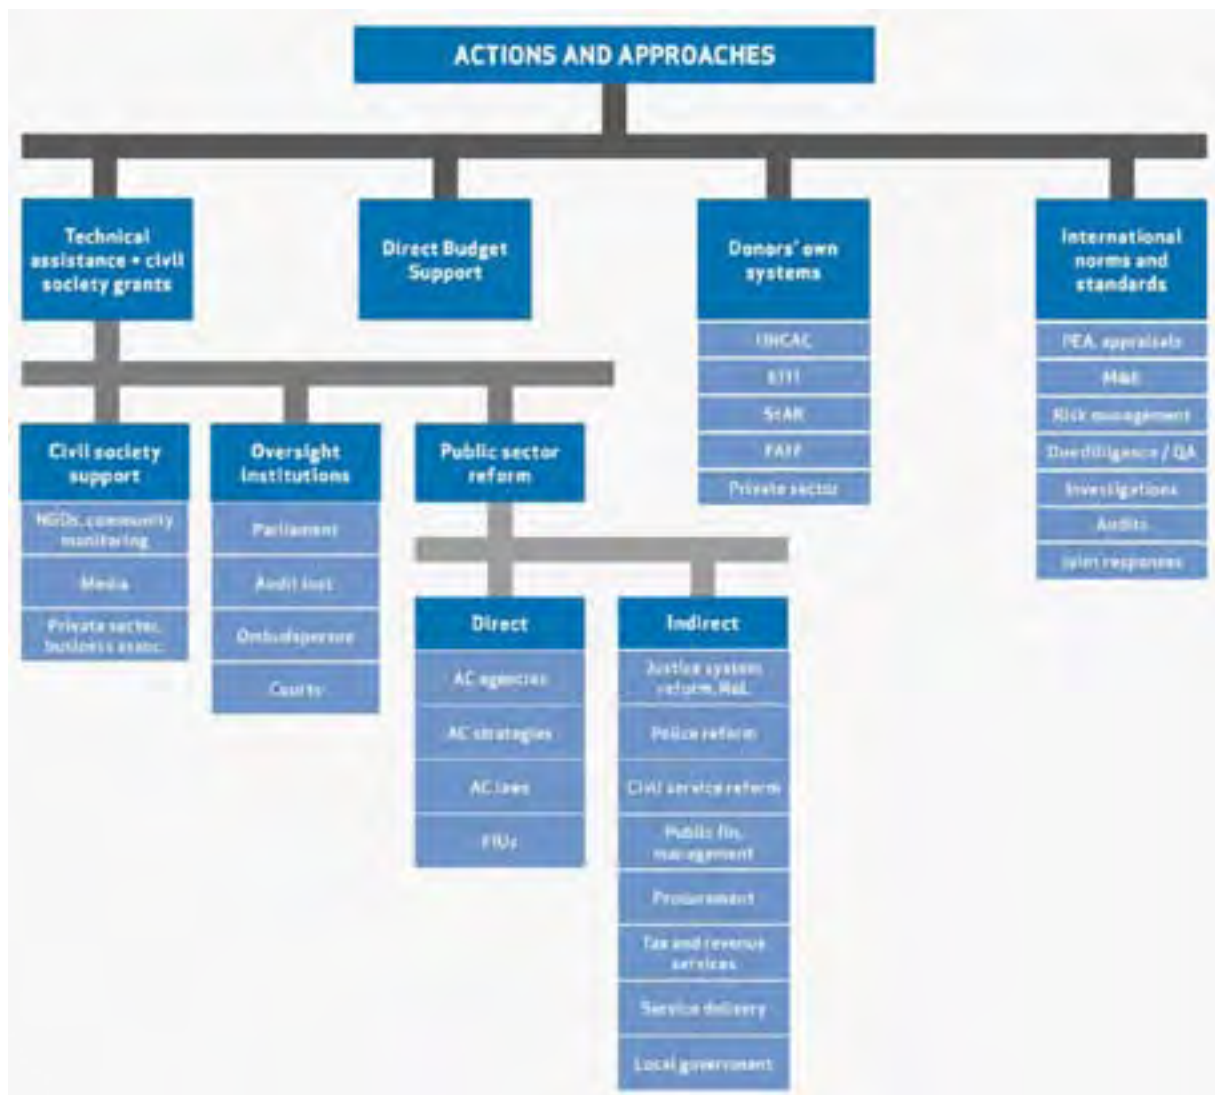 ACTIONS AND APPROACHES
Technical
assistance • civil
society grants
Direct Budget
Support
Donors' own
systems
International
norms and
standards
UNCAC
EITI
StAR
FATF
Private sector
PEA, appraisals
M&E
Risk management
Due diligence / QA
Investigations
Audits
Joint responses
Civil society
support
NGOs, community
monitoring
Media
Private sector,
business assoc.
Oversight
institutions
Parliament
Audit inst
Ombudsperson
Courts
Public sector
reform
Direct
AC agencies
AC strategies
AC laws
FIUs
Indirect
Justice system
reform, RoL
Police reform
Civil service reform
Public fin.
management
Procurement
Tax and revenue
services
Service delivery
Local government